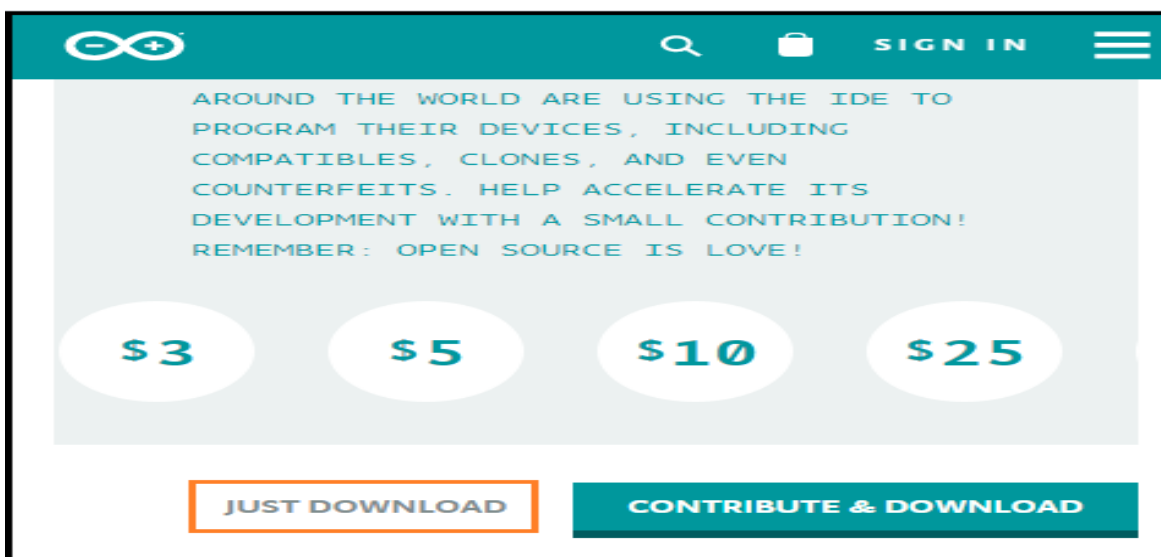 SIGN IN
AROUND THE WORLD ARE USING THE IDE TO
PROGRAM THEIR DEVICES, INCLUDING
COMPATIBLES, CLONES, AND EVEN
COUNTERFEITS. HELP ACCELERATE ITS
DEVELOPMENT WITH A SMALL CONTRIBUTION!
REMEMBER: OPEN SOURCE IS LOVE!
$3 $5 $10 $25
JUST DOWNLOAD CONTRIBUTE & DOWNLOAD